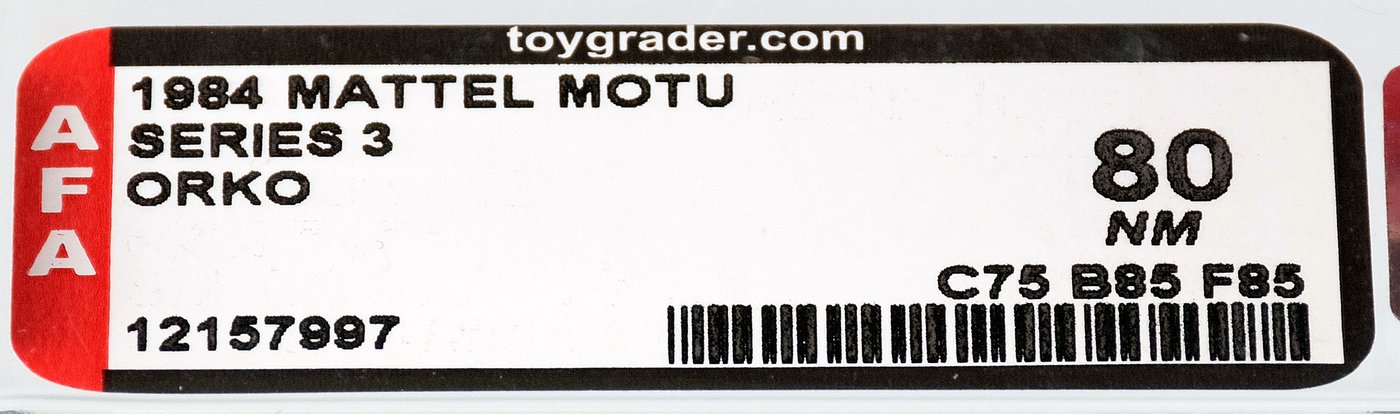 toygrader.com
AFA
1984 MATTEL MOTU
SERIES 3
ORKO
80
NM
C75 B85 F85
12157997